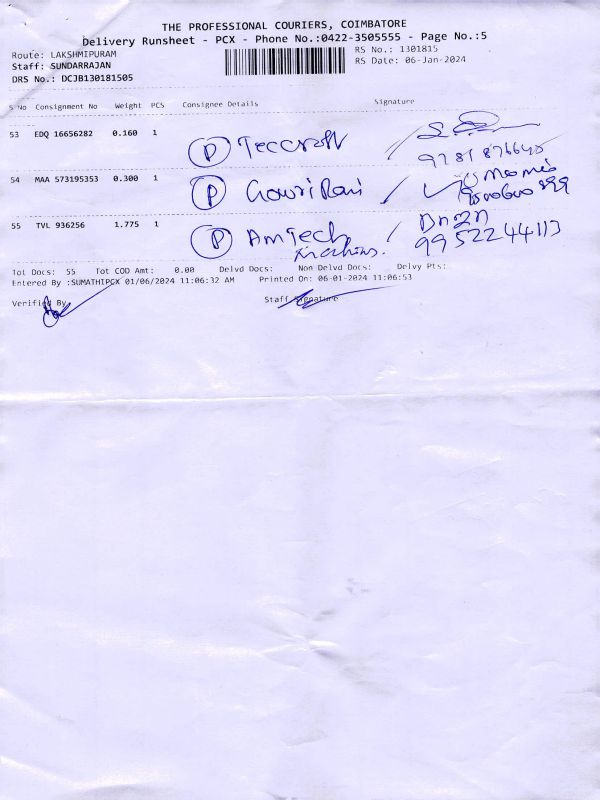 THE PROFESSIONAL COURIERS, COIMBATORE
Delivery Runsheet - PCX - Phone No.:0422-3505555 - Page No.:5
Route: LAKSHMIPURAM
RS No.: 1301815
Staff: SUNDARRAJAN
RS Date: 06-Jan-2024
DRS No.: DCJB130181505
S No Consignment No Weight PCS Consignee Details Signature
53 EDQ 16656282 0.160 1 P Teccraft
54 MAA 573195353 0.300 1 P Gowri Rani
55 TVL 936256 1.775 1 P AmTech
9952244113
Tot Docs: 55 Tot COD Amt: 0.00 Delvd Docs: Non Delvd Docs: Delvy Pts:
Entered By :SUMATHIPCX 01/06/2024 11:06:32 AM Printed On: 06-01-2024 11:06:53
Verified By Staff Signature